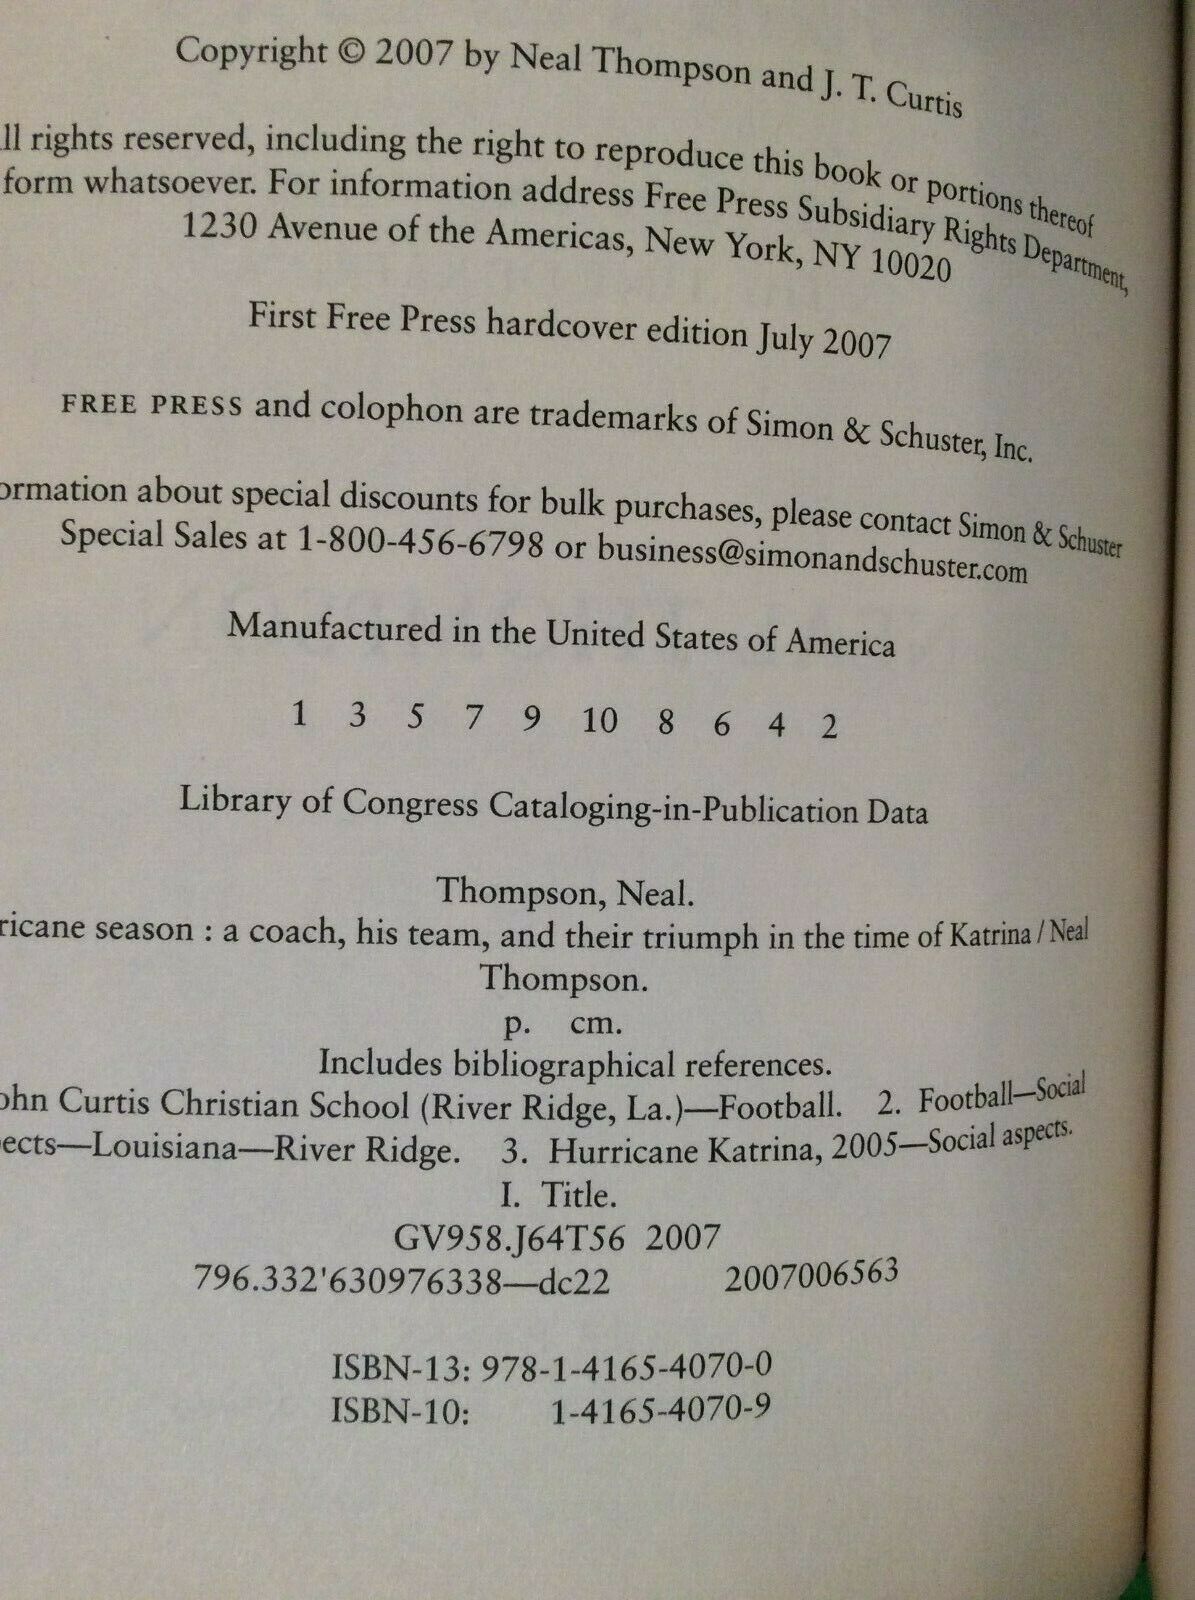 Copyright © 2007 by Neal Thompson and J. T. Curtis
ll rights reserved, including the right to reproduce this book or portions thereof
form whatsoever. For information address Free Press Subsidiary Rights Department,
1230 Avenue of the Americas, New York, NY 10020
First Free Press hardcover edition July 2007
FREE PRESS and colophon are trademarks of Simon & Schuster, Inc.
ormation about special discounts for bulk purchases, please contact Simon & Schuster
Special Sales at 1-800-456-6798 or business@simonandschuster.com
Manufactured in the United States of America
1 3 5 7 9 10 8 6 4 2
Library of Congress Cataloging-in-Publication Data
Thompson, Neal.
ricane season : a coach, his team, and their triumph in the time of Katrina / Neal
Thompson.
p. cm.
Includes bibliographical references.
ohn Curtis Christian School (River Ridge, La.)—Football. 2. Football—Social
ects—Louisiana—River Ridge. 3. Hurricane Katrina, 2005—Social aspects.
I. Title.
GV958.J64T56 2007
796.332'630976338—dc22 2007006563
ISBN-13: 978-1-4165-4070-0
ISBN-10: 1-4165-4070-9